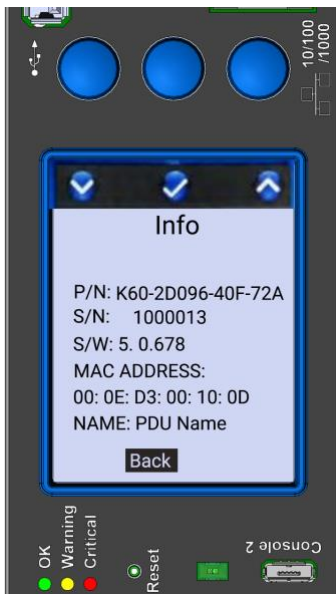 10/100
/1000
Info
P/N: K60-2D096-40F-72A
S/N: 1000013
S/W: 5. 0.678
MAC ADDRESS:
00: 0E: D3: 00: 10: 0D
NAME: PDU Name
Back
OK
Warning
Critical
Reset
Console 2